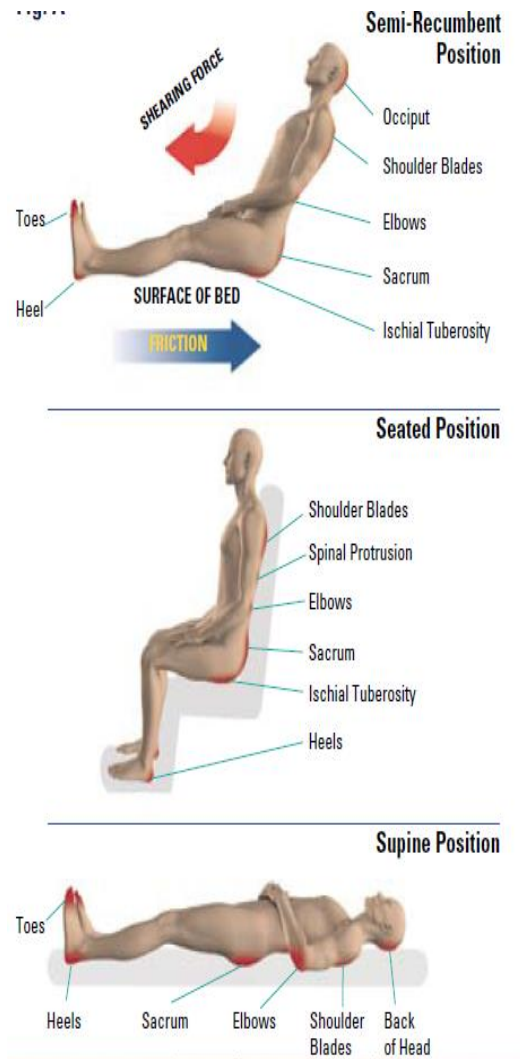 Semi-Recumbent
Position
SHEARING FORCE
Occiput
Shoulder Blades
Toes
Elbows
Sacrum
Heel
SURFACE OF BED
Ischial Tuberosity
FRICTION
Seated Position
Shoulder Blades
Spinal Protrusion
Elbows
Sacrum
Ischial Tuberosity
Heels
Supine Position
Toes
Heels
Sacrum
Elbows
Shoulder
Blades
Back
of Head